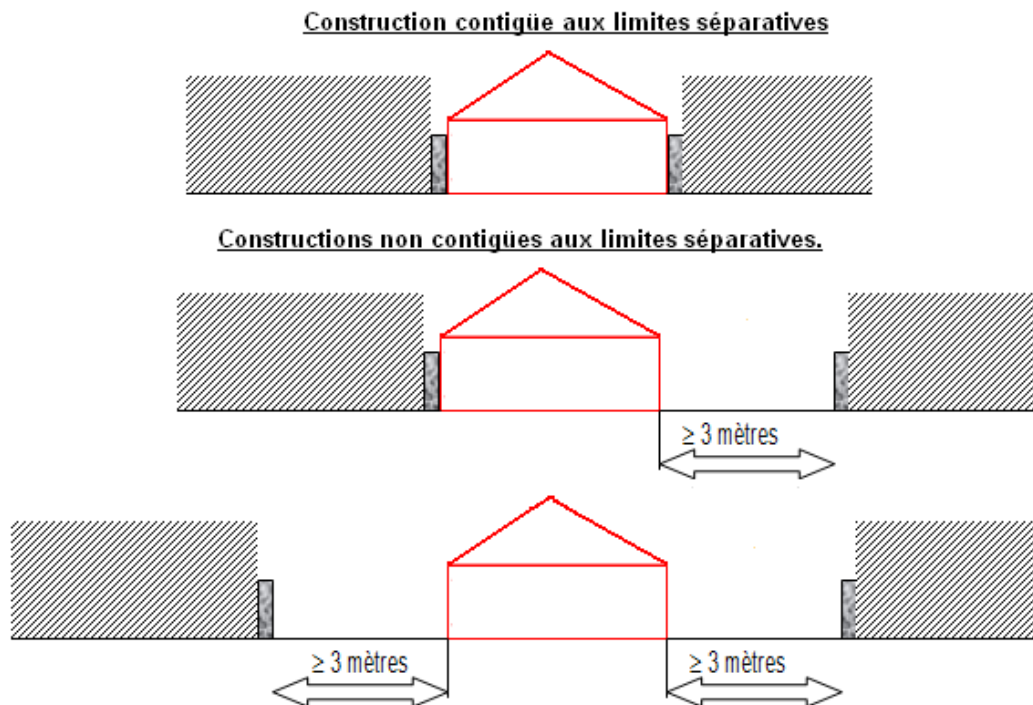 Construction contigüe aux limites séparatives
Constructions non contigües aux limites séparatives.
≥ 3 mètres
≥ 3 mètres
≥ 3 mètres